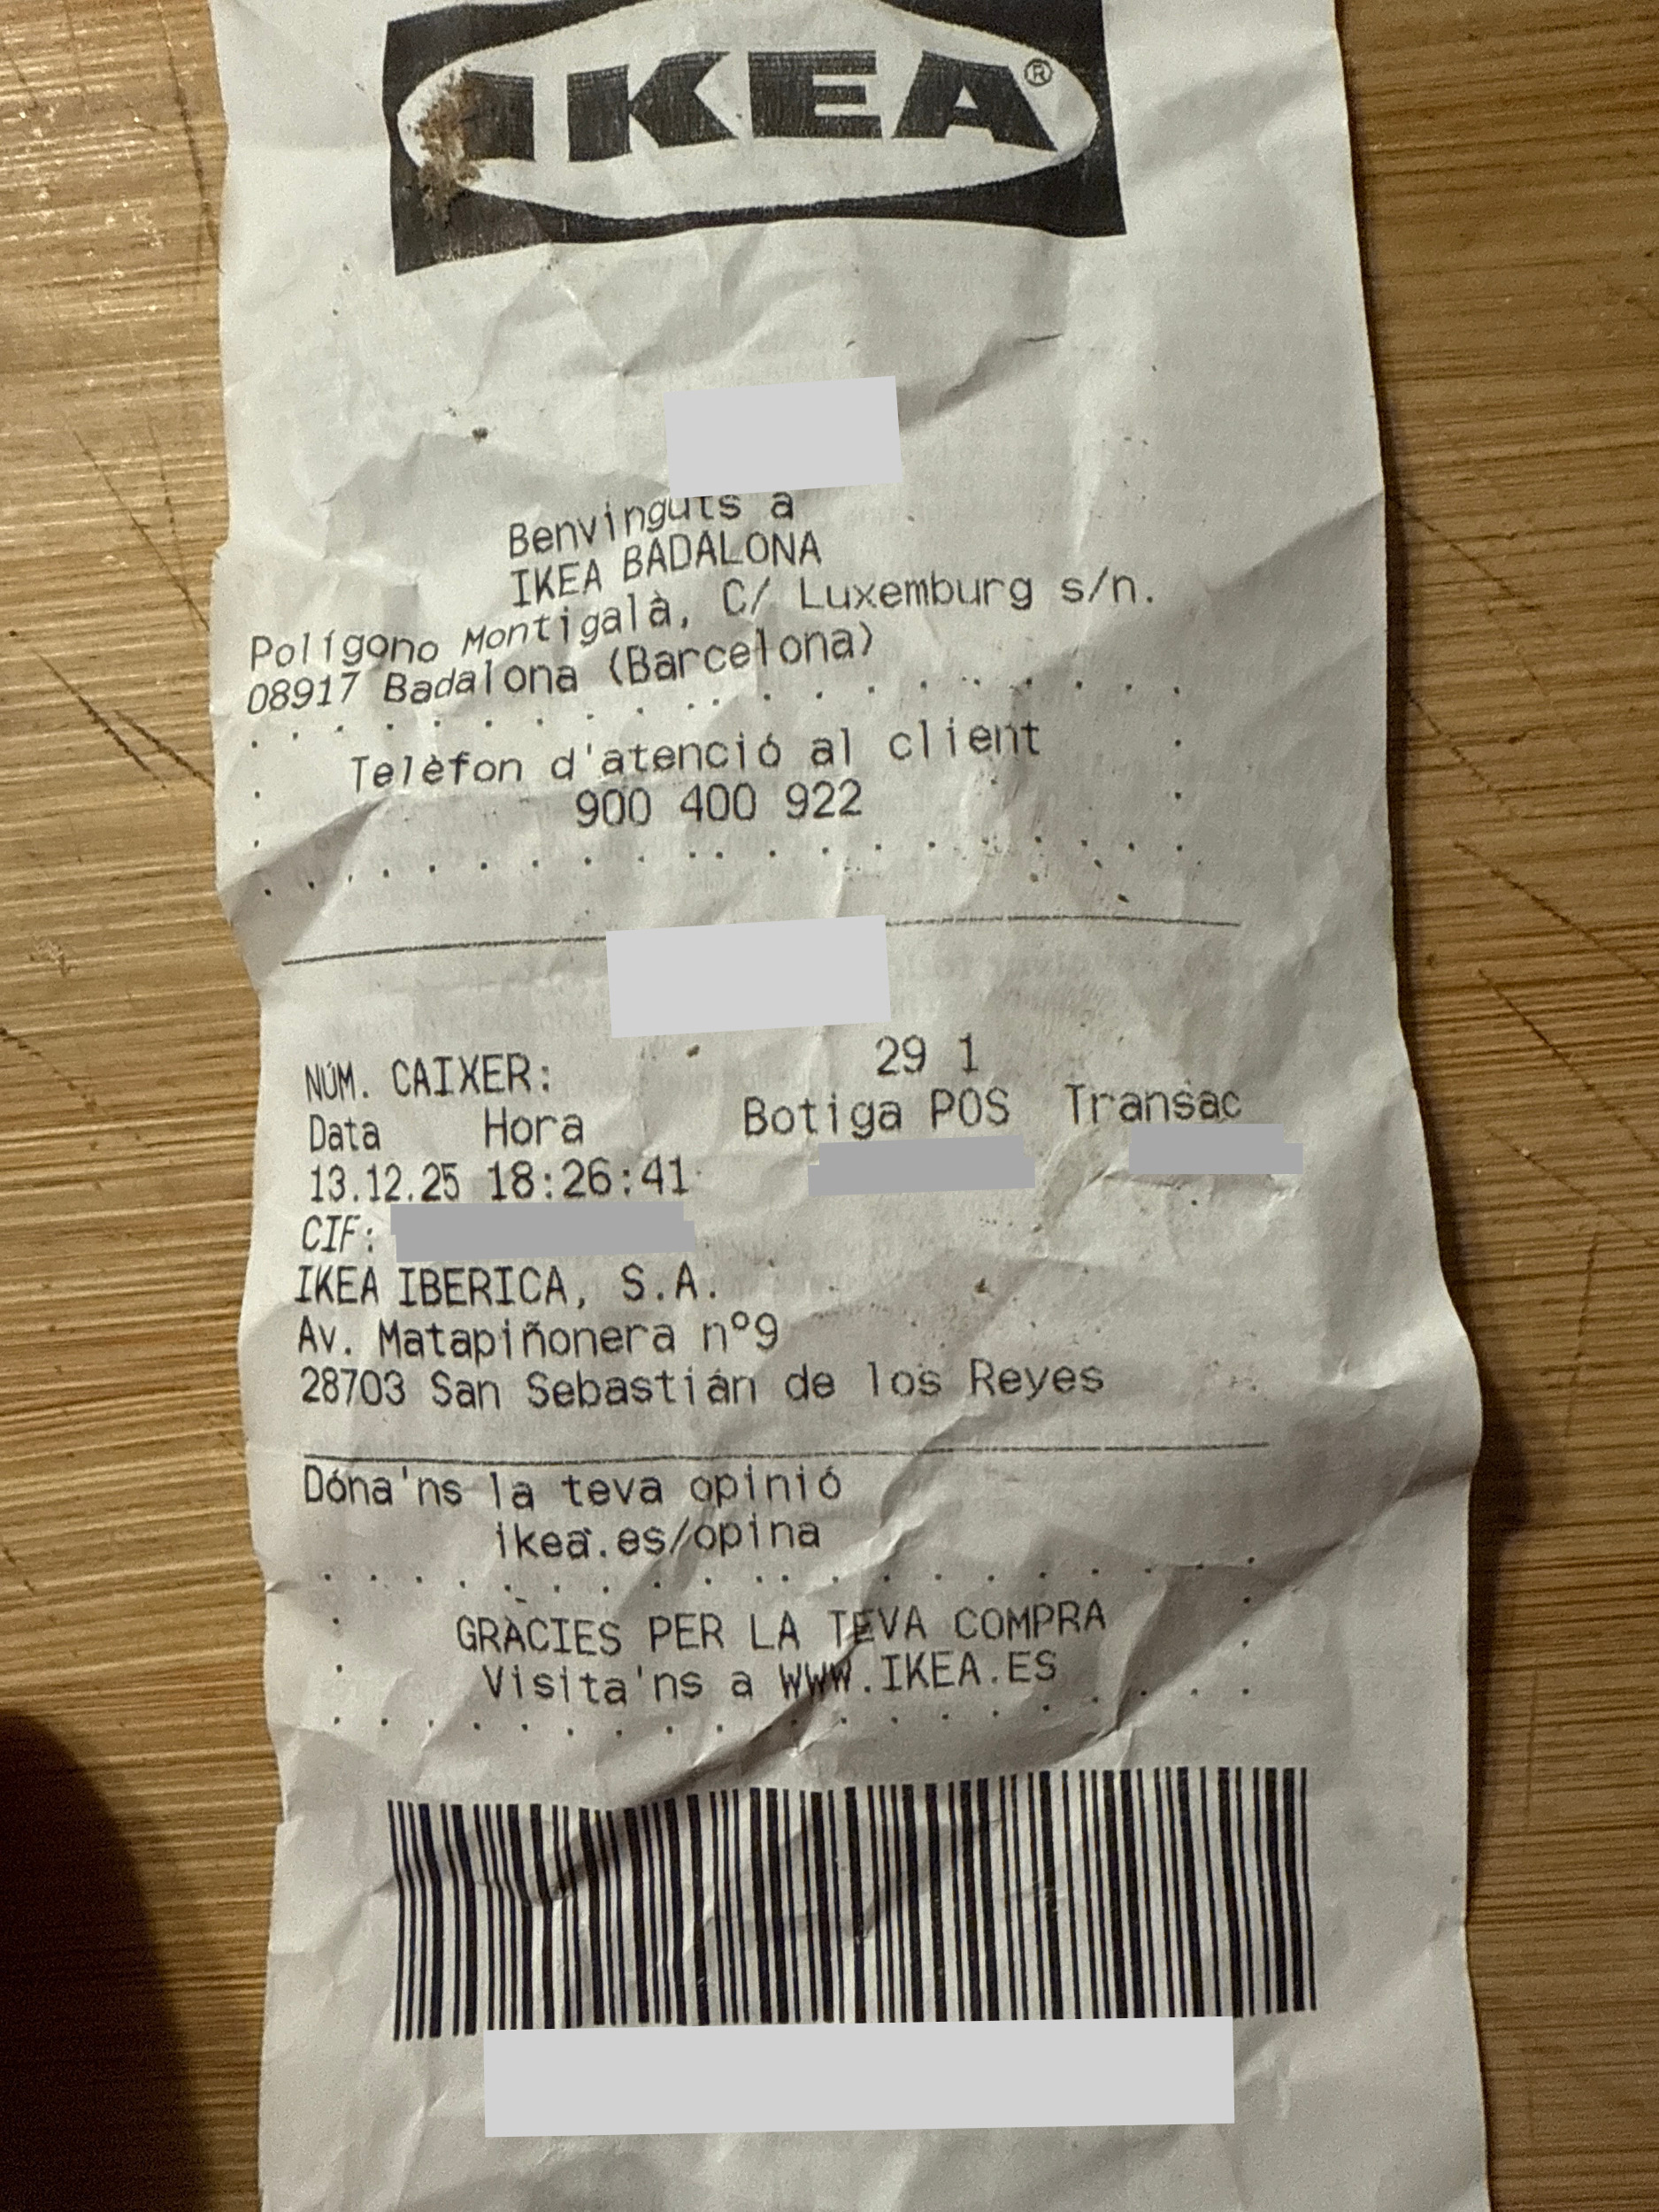 IKEA®
Benvinguts a
IKEA BADALONA
Polígono Montigalà, C/ Luxemburg s/n.
08917 Badalona (Barcelona)
Telèfon d'atenció al client
900 400 922
NÚM. CAIXER: 29 1
Data Hora Botiga POS Transac
13.12.25 18:26:41
CIF:
IKEA IBERICA, S.A.
Av. Matapiñonera nº9
28703 San Sebastián de los Reyes
Dóna'ns la teva opinió
ikea.es/opina
GRÀCIES PER LA TEVA COMPRA
Visita'ns a WWW.IKEA.ES